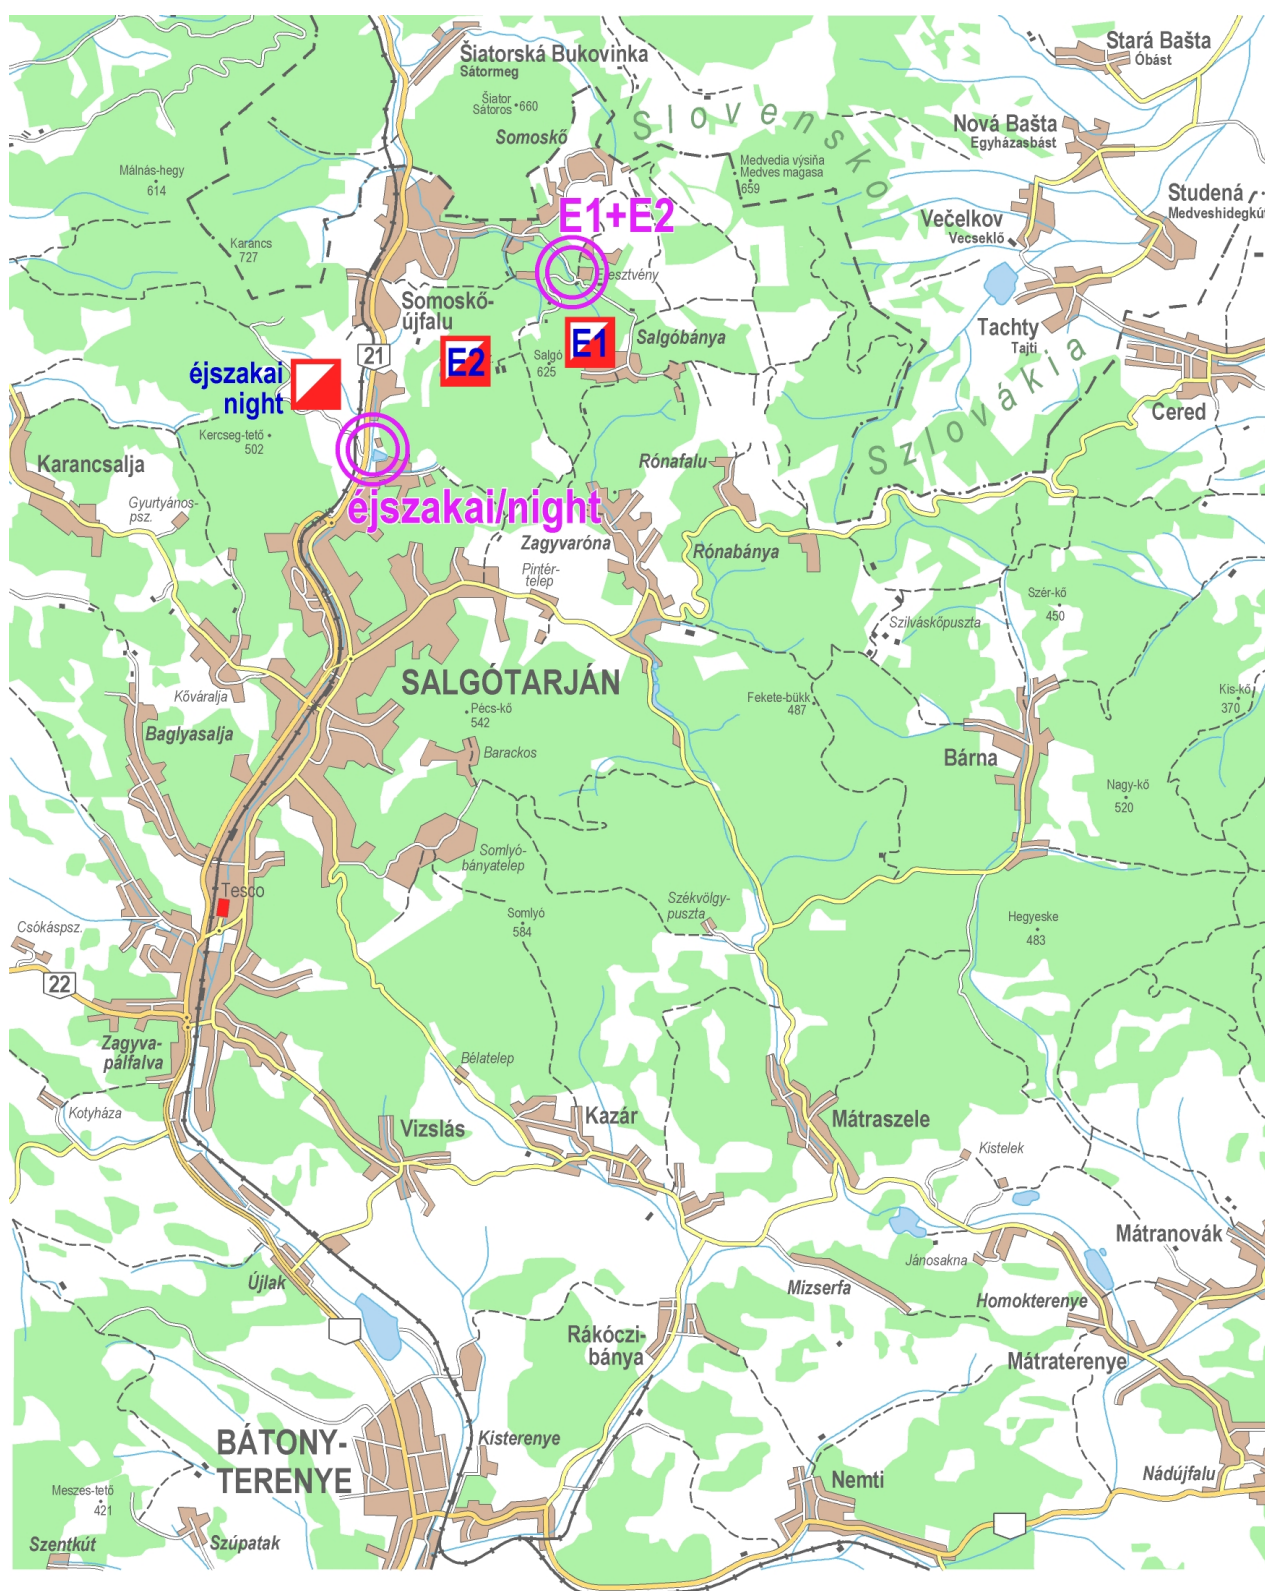 Šiatorská Bukovinka
Sátormeg
Stará Bašta
Óbást
Šiator
Sátoros 660
Somoskő
Slovensko
Nová Bašta
Egyházasbást
Málnás-hegy
614
Medvedia výsiňa
Medves magasa
659
Studená
Medveshidegkút
E1+E2
Večelkov
Vecseklő
Karancs
727
Eresztvény
Somoskő-
újfalu
Tachty
Tajti
Salgóbánya
21
E2
E1
Salgó
625
éjszakai
night
Szlovákia
Cered
Kercseg-tető
502
Karancsalja
Rónafalu
éjszakai/night
Gyurtyános-
psz.
Zagyvaróna
Rónabánya
Pintér-
telep
Szér-kő
450
Szilváskőpuszta
SALGÓTARJÁN
Kőváralja
Pécs-kő
542
Fekete-bükk
487
Kis-kő
370
Baglyasalja
Barackos
Bárna
Nagy-kő
520
Somlyó-
bányatelep
Tesco
Székvölgy-
puszta
Somlyó
584
Hegyeske
483
Csókáspsz.
22
Zagyva-
pálfalva
Bélatelep
Kotyháza
Vizslás
Kazár
Mátraszele
Kistelek
Mátranovák
Jánosakna
Újlak
Mizserfa
Homokterenye
Rákóczi-
bánya
Mátraterenye
BÁTONY-
TERENYE
Kisterenye
Nemti
Nádújfalu
Meszes-tető
421
Szentkút
Szúpatak